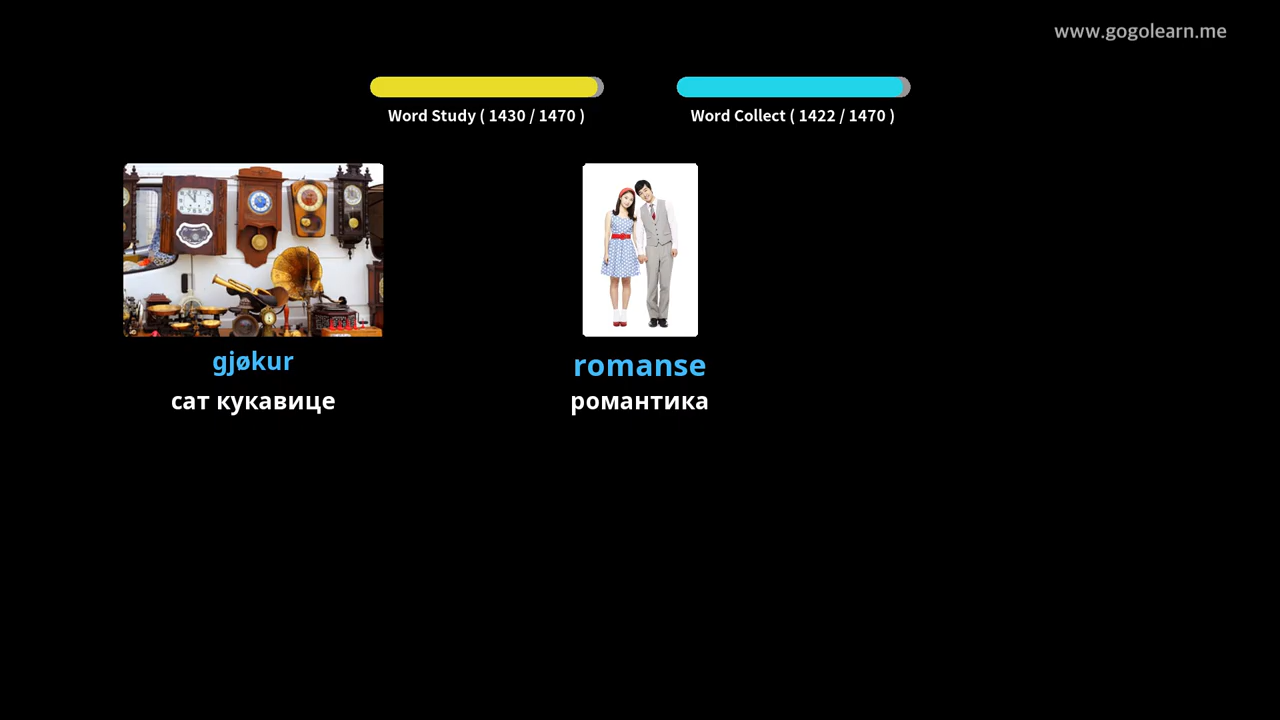 www.gogolearn.me
Word Study ( 1430 / 1470 )
Word Collect ( 1422 / 1470 )
gjøkur
сат кукавице
romanse
романтика